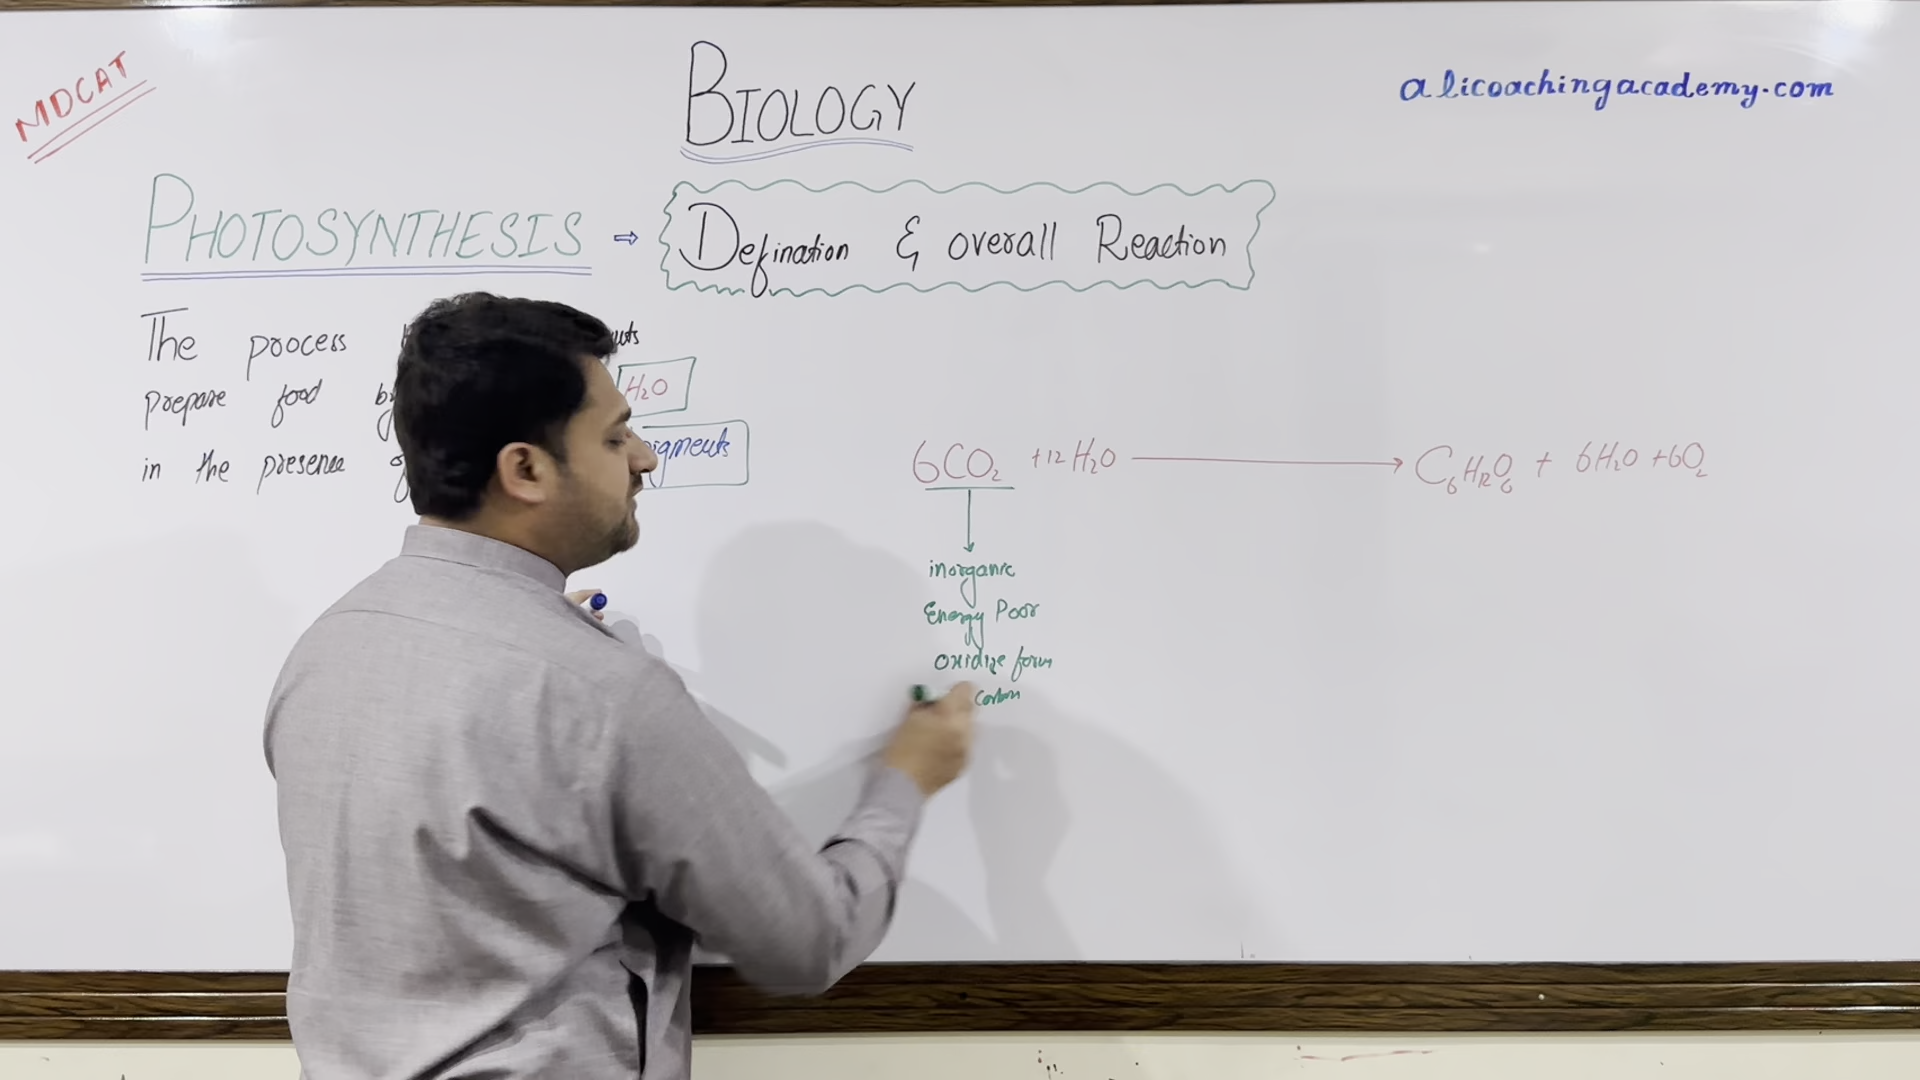 MDCAT
BIOLOGY
alicoachingacademy.com
PHOTOSYNTHESIS ⇒ Defination & overall Reaction
The process
prepare food by H₂O
in the presence pigments
6CO₂ +12 H₂O → C₆H₁₂O₆ + 6H₂O +6O₂
inorganic
Energy Poor
oxidize form
carbon